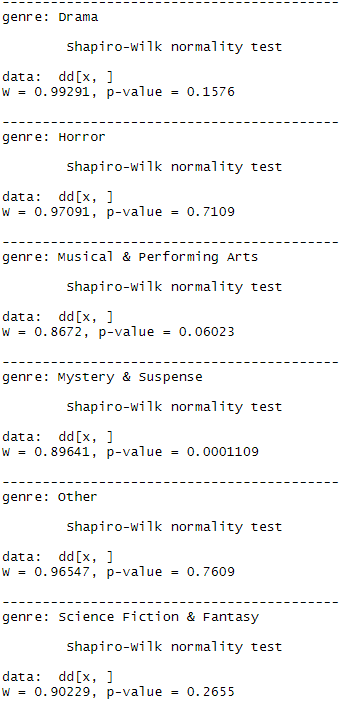 ------------------------------------------
genre: Drama
Shapiro-Wilk normality test
data:  dd[x, ]
W = 0.99291, p-value = 0.1576
------------------------------------------
genre: Horror
Shapiro-Wilk normality test
data:  dd[x, ]
W = 0.97091, p-value = 0.7109
------------------------------------------
genre: Musical & Performing Arts
Shapiro-Wilk normality test
data:  dd[x, ]
W = 0.8672, p-value = 0.06023
------------------------------------------
genre: Mystery & Suspense
Shapiro-Wilk normality test
data:  dd[x, ]
W = 0.89641, p-value = 0.0001109
------------------------------------------
genre: Other
Shapiro-Wilk normality test
data:  dd[x, ]
W = 0.96547, p-value = 0.7609
------------------------------------------
genre: Science Fiction & Fantasy
Shapiro-Wilk normality test
data:  dd[x, ]
W = 0.90229, p-value = 0.2655